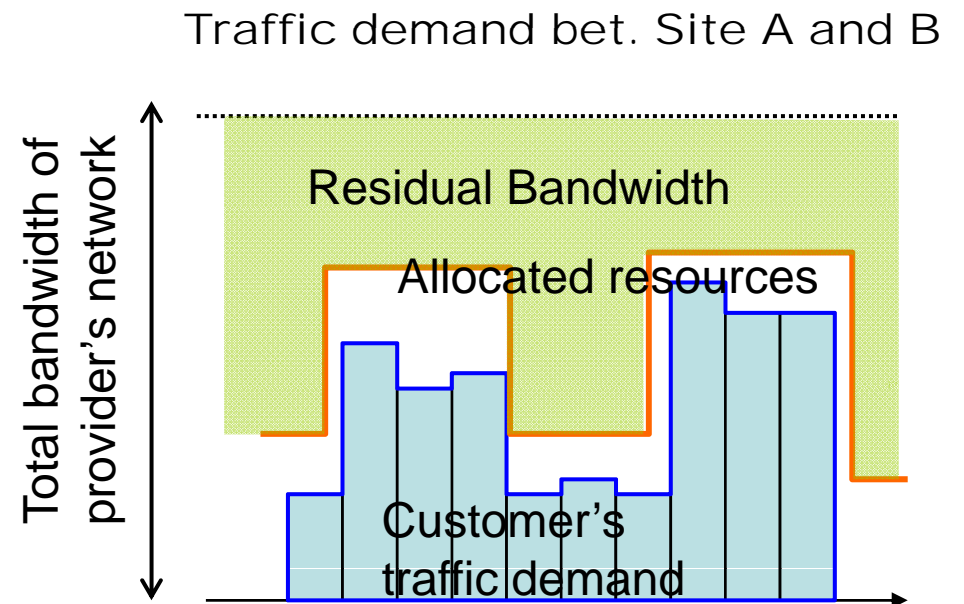 Traffic demand bet. Site A and B
Total bandwidth of
provider's network
Residual Bandwidth
Allocated resources
Customer's
traffic demand